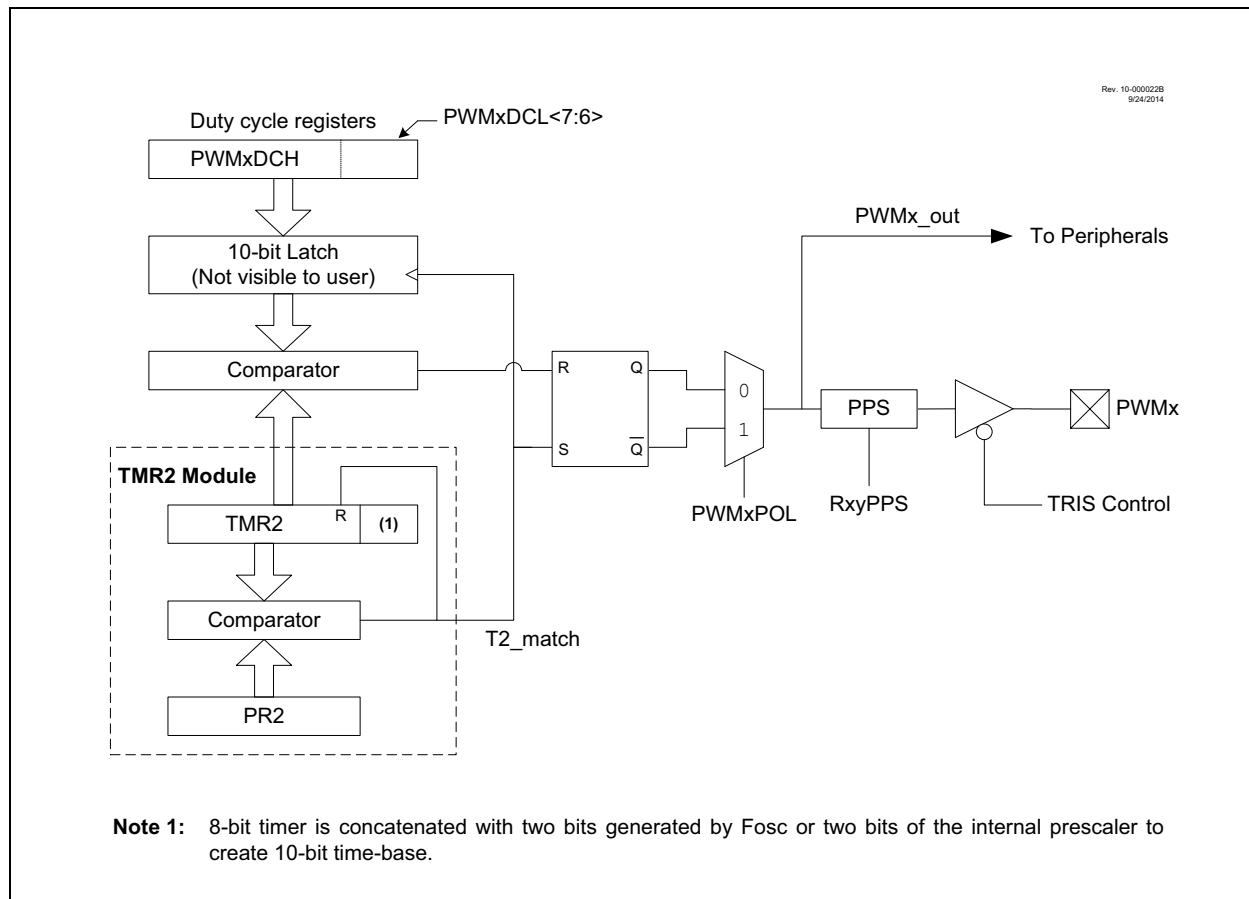 Rev. 10-000022B
9/24/2014
Duty cycle registers
PWMxDCL<7:6>
PWMxDCH
10-bit Latch
(Not visible to user)
Comparator
PWMx_out
To Peripherals
R
Q
S
Q̅
0
1
PWMxPOL
PPS
RxyPPS
PWMx
TRIS Control
TMR2 Module
R
TMR2
(1)
Comparator
T2_match
PR2
Note 1: 8-bit timer is concatenated with two bits generated by Fosc or two bits of the internal prescaler to
create 10-bit time-base.